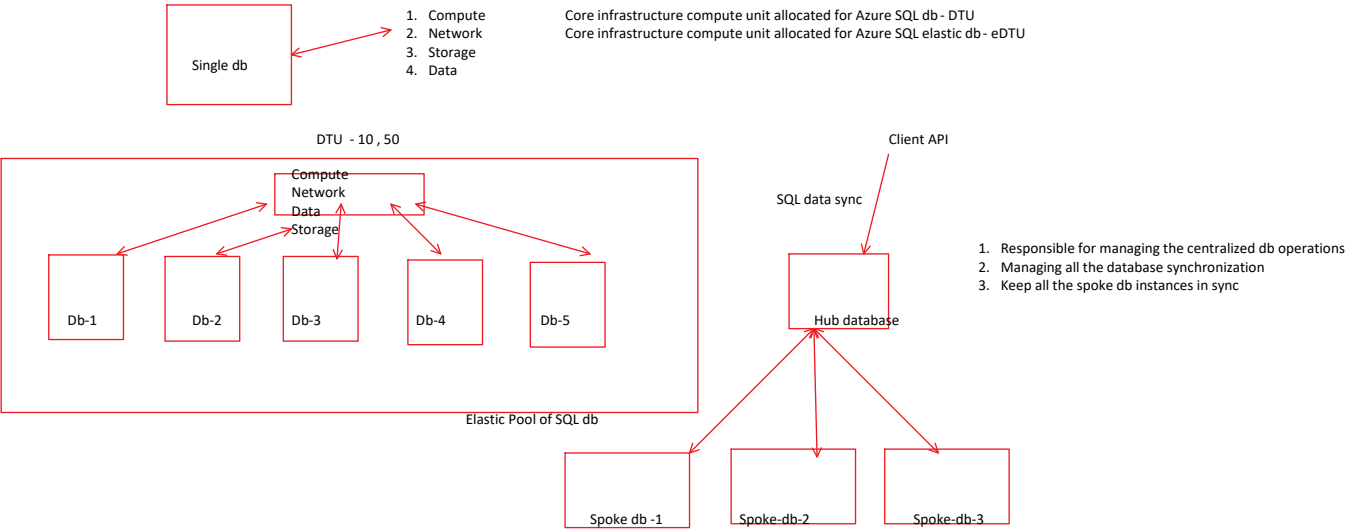 1. Compute
2. Network
3. Storage
4. Data
Core infrastructure compute unit allocated for Azure SQL db - DTU
Core infrastructure compute unit allocated for Azure SQL elastic db - eDTU
Single db
DTU - 10 , 50
Compute
Network
Data
Storage
Db-1
Db-2
Db-3
Db-4
Db-5
Elastic Pool of SQL db
Client API
SQL data sync
1. Responsible for managing the centralized db operations
2. Managing all the database synchronization
3. Keep all the spoke db instances in sync
Hub database
Spoke db -1
Spoke-db-2
Spoke-db-3